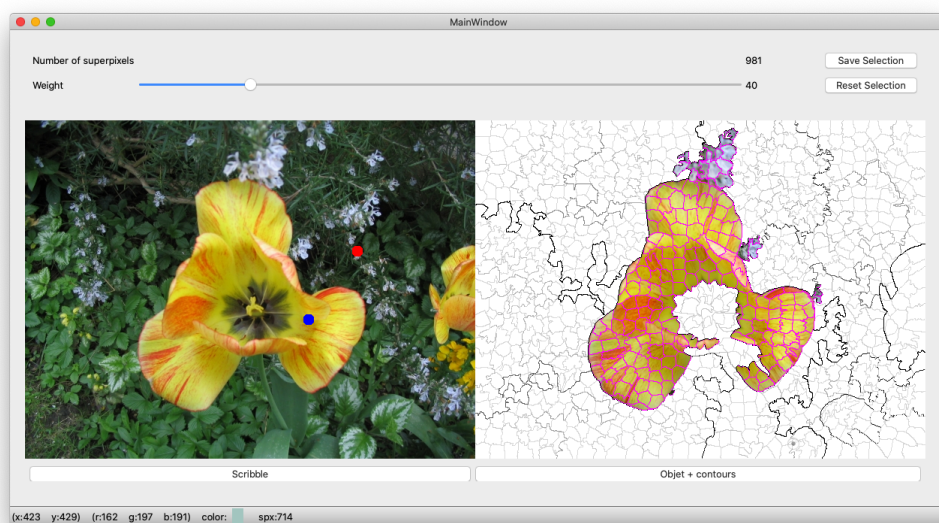 MainWindow
Number of superpixels 981 Save Selection
Weight 40 Reset Selection
Scribble Objet + contours
(x:423 y:429) (r:162 g:197 b:191) color: spx:714